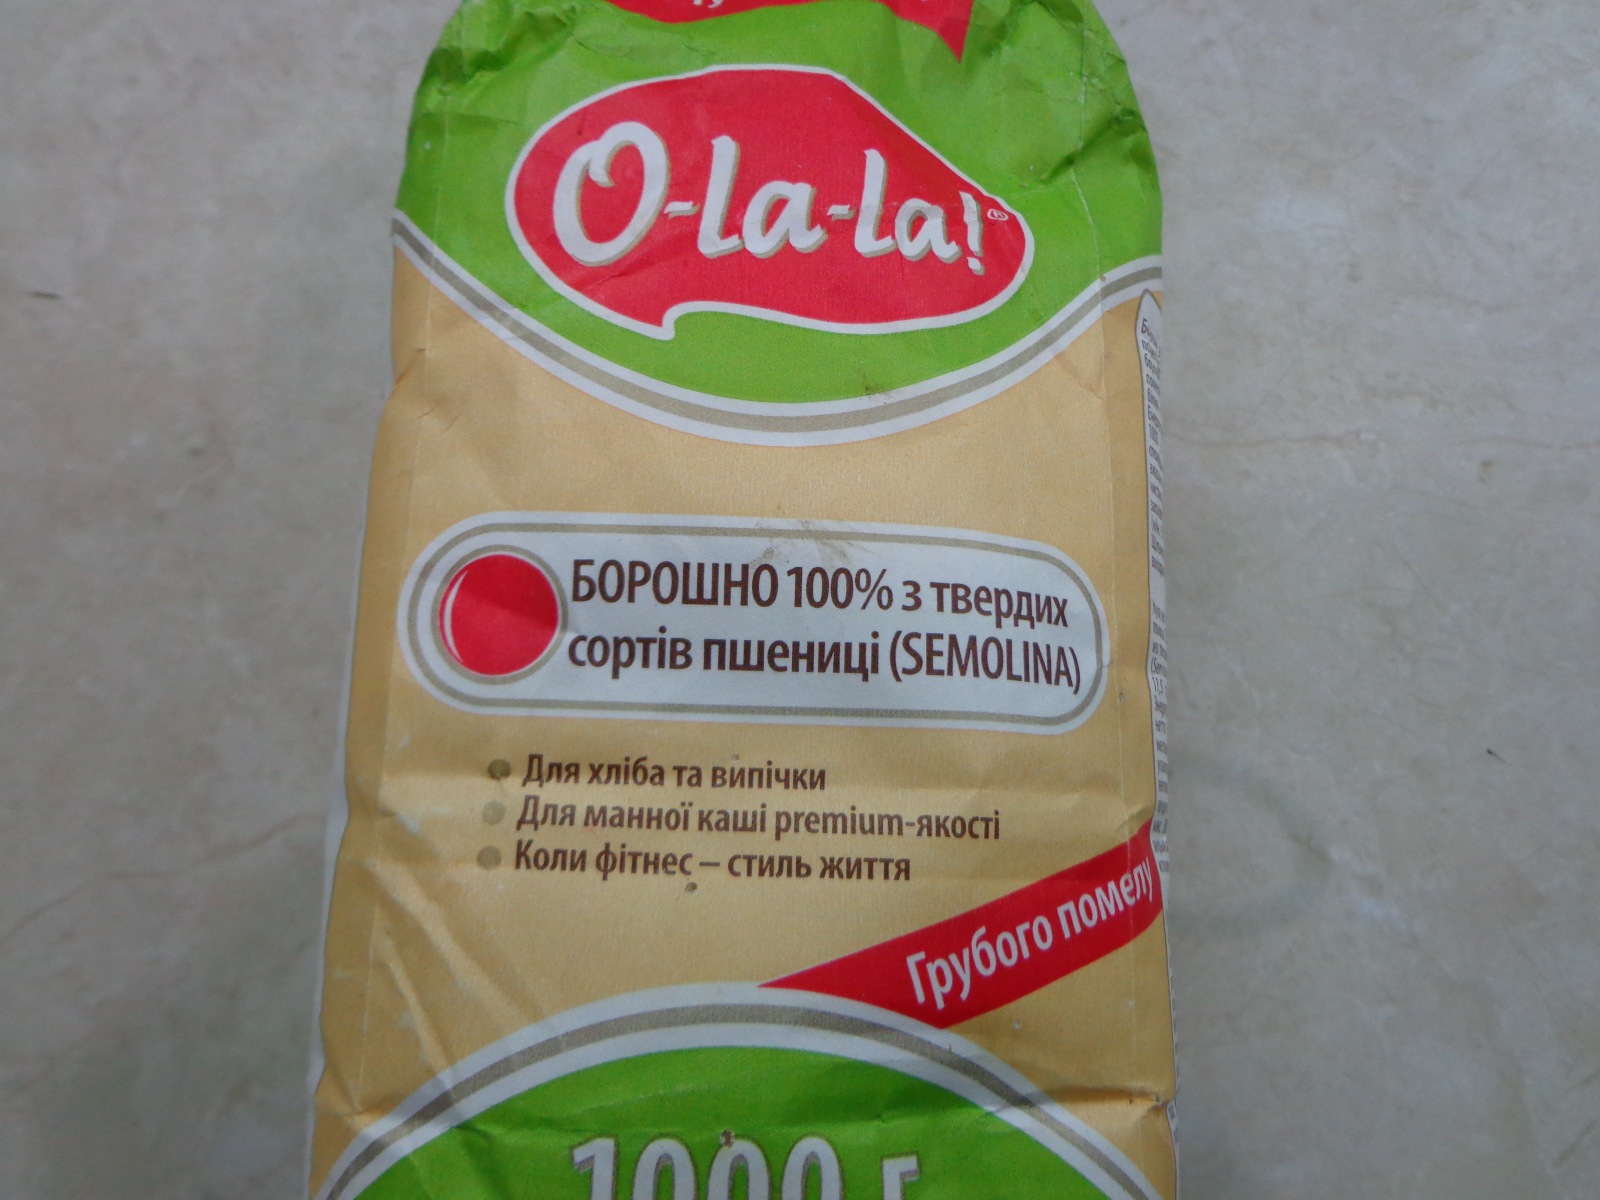 O-la-la!®
БОРОШНО 100% з твердих
сортів пшениці (SEMOLINA)
Для хліба та випічки
Для манної каші premium-якості
Коли фітнес – стиль життя
Грубого помелу
1000 г